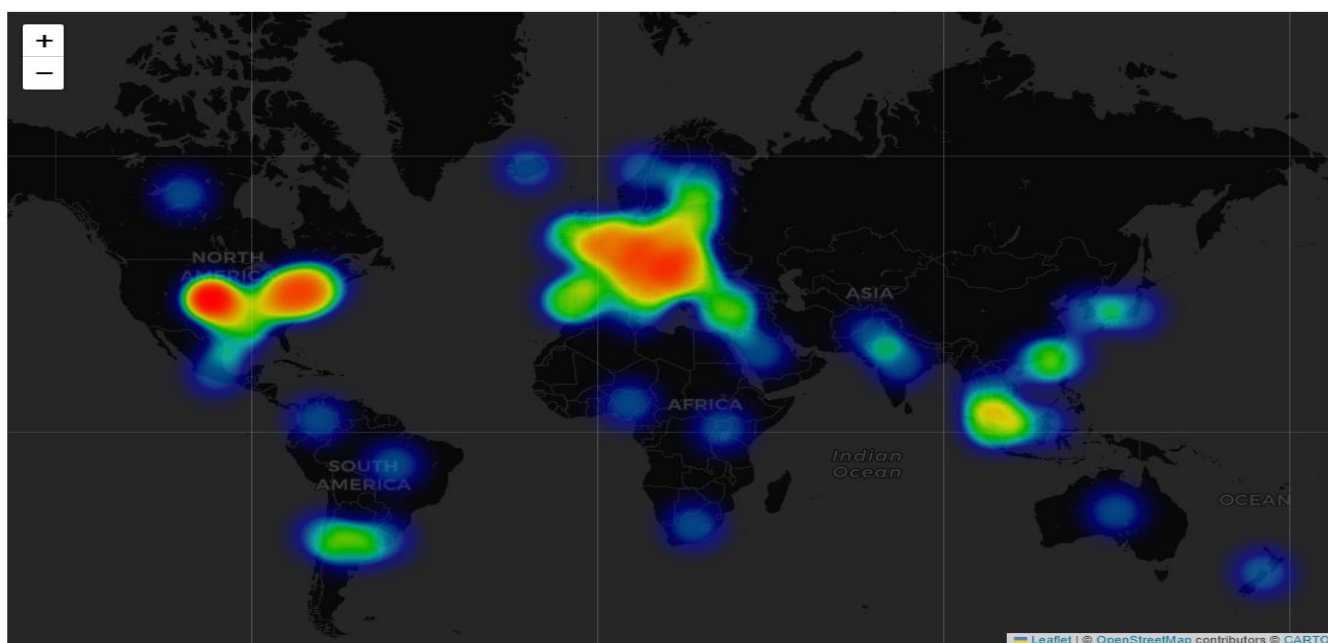 +
−
NORTH
AMERICA
ASIA
AFRICA
SOUTH
AMERICA
Indian
Ocean
OCEAN
Leaflet | © OpenStreetMap contributors © CARTO